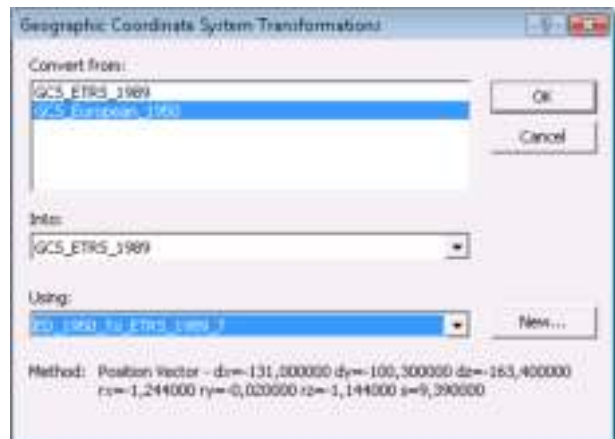 Geographic Coordinate System Transformations
Convert from:
GCS_ETRS_1989
GCS_European_1950
OK
Cancel
Into:
GCS_ETRS_1989
Using:
ED_1950_To_ETRS_1989_7
New...
Method: Position Vector - dx=-131,000000 dy=-100,300000 dz=-163,400000
rx=-1,244000 ry=-0,020000 rz=-1,144000 s=9,390000